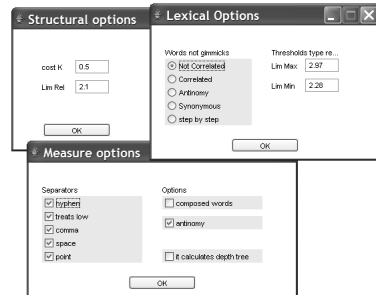 Structural options
cost K 0.5
Lim Rel 2.1
OK
Lexical Options
Words not gimmicks
Not Correlated
Correlated
Antinomy
Synonymous
step by step
Thresholds type re...
Lim Max 2.97
Lim Min 2.28
OK
Measure options
Separators
hyphen
treats low
comma
space
point
Options
composed words
antinomy
it calculates depth tree
OK